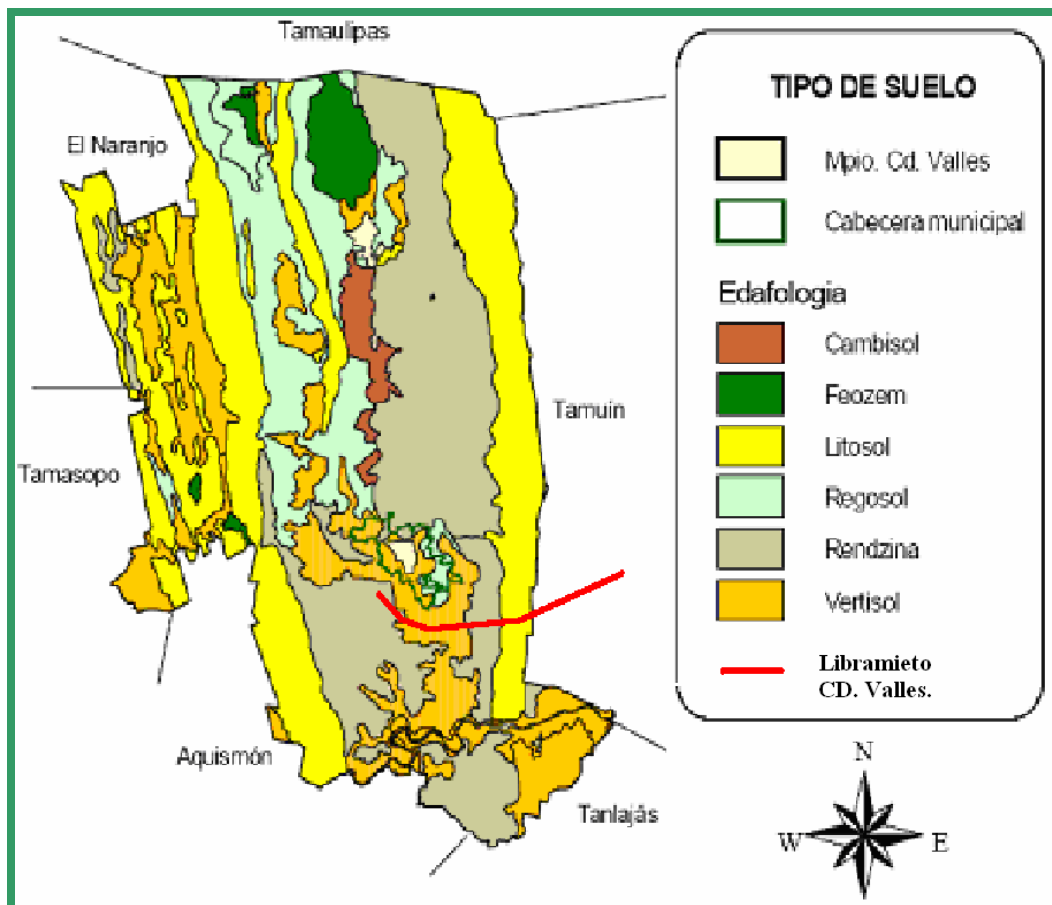 Tamaulipas
El Naranjo
Tamasopo
Tamuin
Aquismón
Tanlajás
TIPO DE SUELO
Mpio. Cd. Valles
Cabecera municipal
Edafologia
Cambisol
Feozem
Litosol
Regosol
Rendzina
Vertisol
Libramieto
CD. Valles.
N
W
E